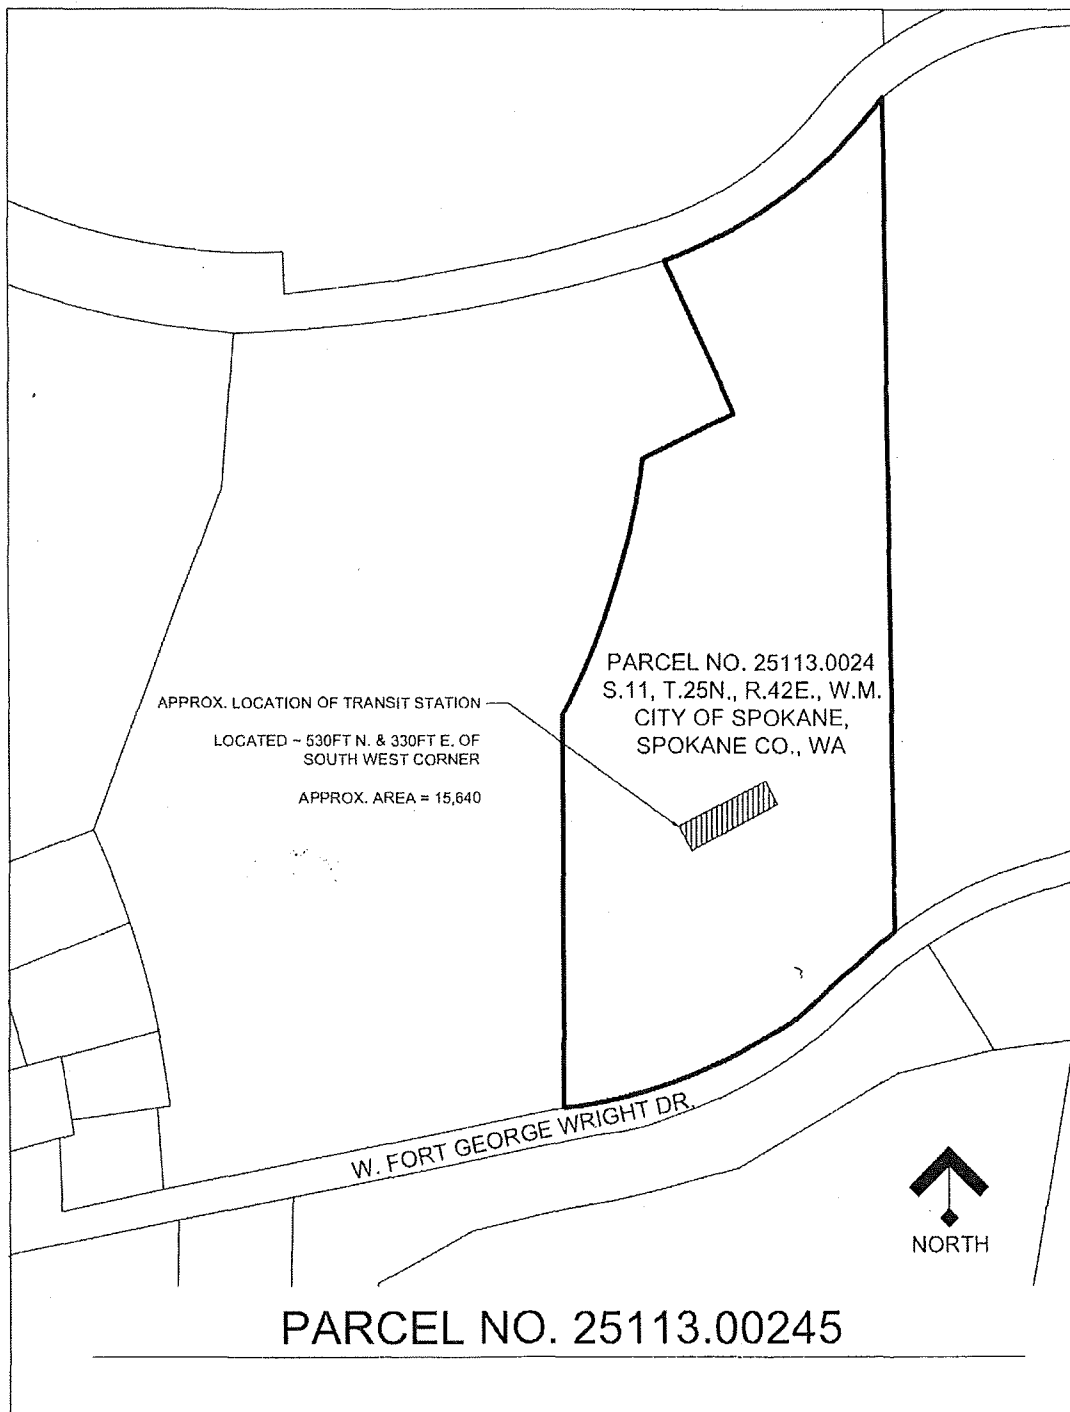 PARCEL NO. 25113.0024
S.11, T.25N., R.42E., W.M.
CITY OF SPOKANE,
SPOKANE CO., WA
APPROX. LOCATION OF TRANSIT STATION
LOCATED ~ 530FT N. & 330FT E. OF
SOUTH WEST CORNER
APPROX. AREA = 15,640
W. FORT GEORGE WRIGHT DR.
NORTH
PARCEL NO. 25113.00245